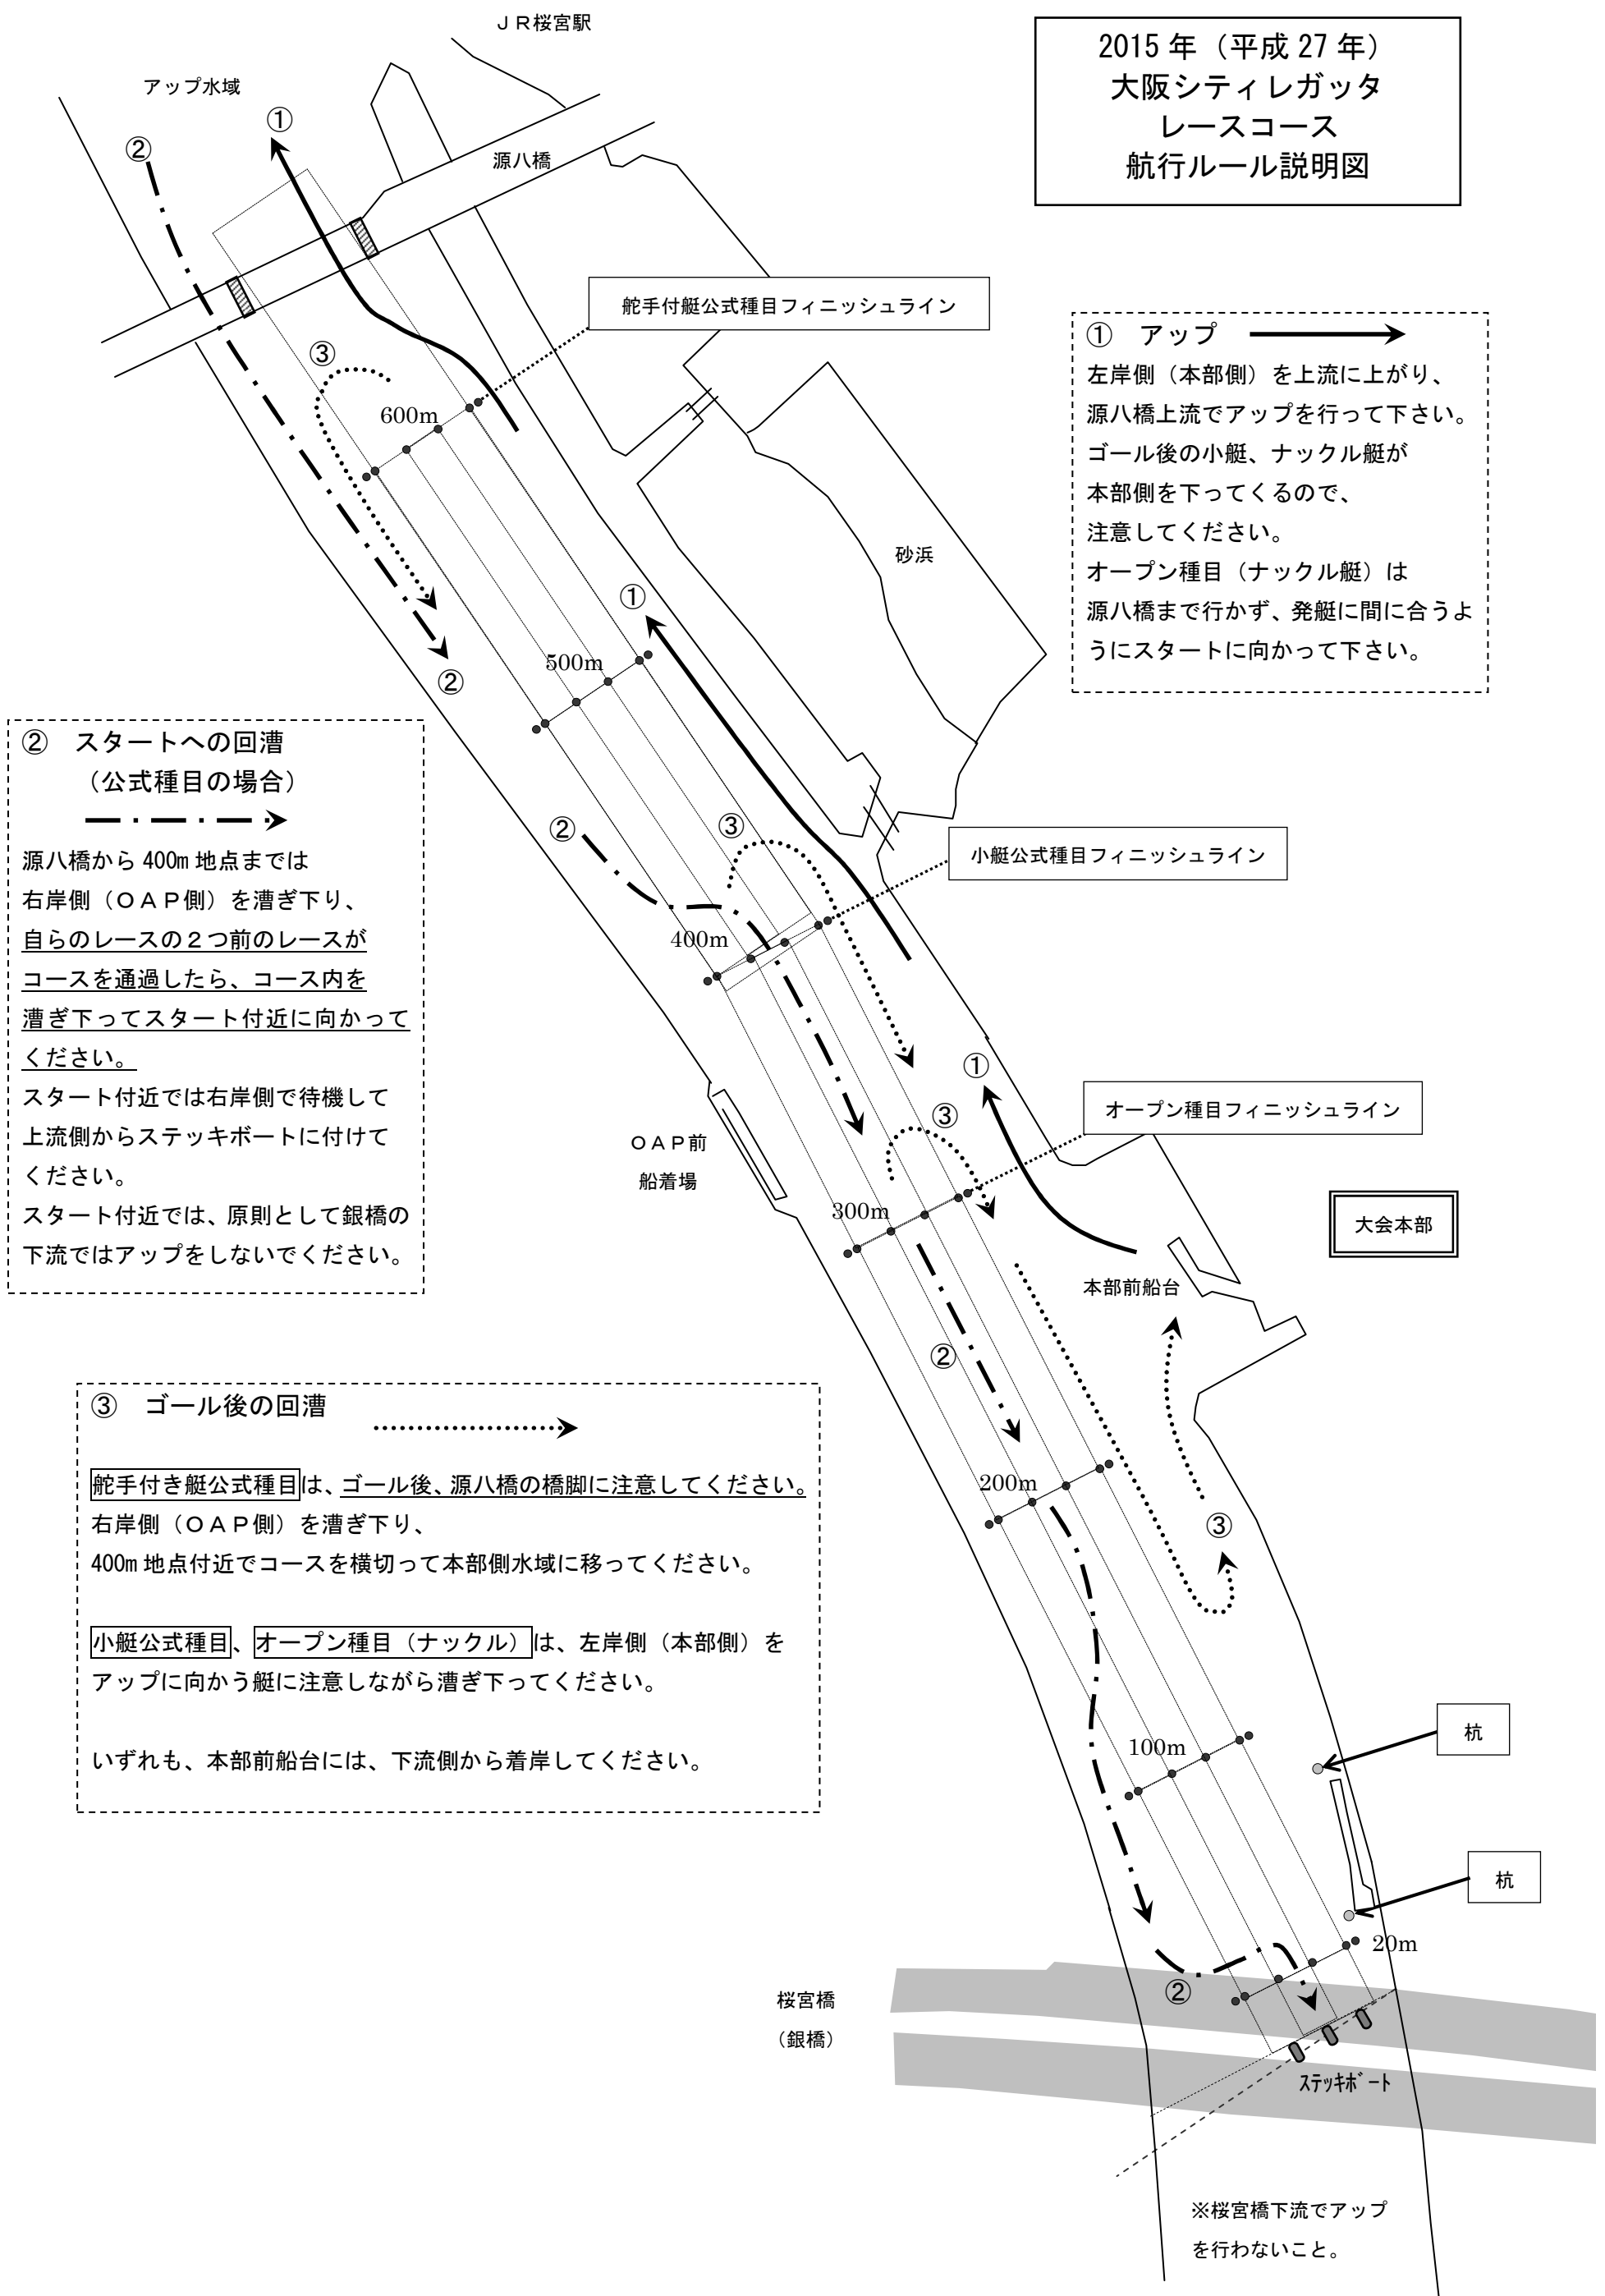 ＪＲ桜宮駅
2015 年（平成 27 年）
大阪シティレガッタ
レースコース
航行ルール説明図
アップ水域
①
②
源八橋
舵手付艇公式種目フィニッシュライン
① アップ
左岸側（本部側）を上流に上がり、
源八橋上流でアップを行って下さい。
ゴール後の小艇、ナックル艇が
本部側を下ってくるので、
注意してください。
オープン種目（ナックル艇）は
源八橋まで行かず、発艇に間に合うよ
うにスタートに向かって下さい。
③
600m
砂浜
①
500m
②
② スタートへの回漕
（公式種目の場合）
源八橋から 400m 地点までは
右岸側（ＯＡＰ側）を漕ぎ下り、
自らのレースの２つ前のレースが
コースを通過したら、コース内を
漕ぎ下ってスタート付近に向かって
ください。
スタート付近では右岸側で待機して
上流側からステッキボートに付けて
ください。
スタート付近では、原則として銀橋の
下流ではアップをしないでください。
②
③
小艇公式種目フィニッシュライン
400m
①
オープン種目フィニッシュライン
③
ＯＡＰ前
船着場
300m
大会本部
本部前船台
②
③ ゴール後の回漕
舵手付き艇公式種目は、ゴール後、源八橋の橋脚に注意してください。
右岸側（ＯＡＰ側）を漕ぎ下り、
400m 地点付近でコースを横切って本部側水域に移ってください。
小艇公式種目、オープン種目（ナックル）は、左岸側（本部側）を
アップに向かう艇に注意しながら漕ぎ下ってください。
いずれも、本部前船台には、下流側から着岸してください。
200m
③
杭
100m
杭
20m
②
桜宮橋
（銀橋）
ｽﾃｯｷﾎﾞｰﾄ
※桜宮橋下流でアップ
を行わないこと。